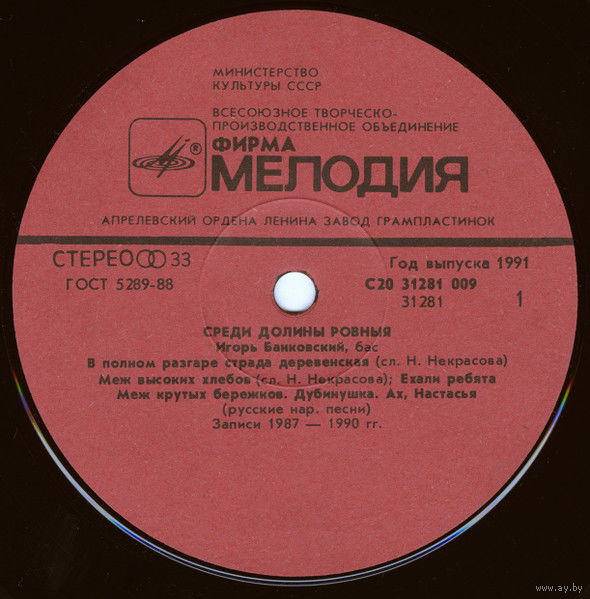 МИНИСТЕРСТВО
КУЛЬТУРЫ СССР
ВСЕСОЮЗНОЕ ТВОРЧЕСКО-
ПРОИЗВОДСТВЕННОЕ ОБЪЕДИНЕНИЕ
®
ФИРМА
МЕЛОДИЯ
АПРЕЛЕВСКИЙ ОРДЕНА ЛЕНИНА ЗАВОД ГРАМПЛАСТИНОК
СТЕРЕО 33
ГОСТ 5289-88
Год выпуска 1991
С20 31281 009
31281
1
СРЕДИ ДОЛИНЫ РОВНЫЯ
Игорь Банковский, бас
В полном разгаре страда деревенская (сл. Н. Некрасова)
Меж высоких хлебов (сл. Н. Некрасова); Ехали ребята
Меж крутых бережков. Дубинушка. Ах, Настасья
(русские нар. песни)
Записи 1987 — 1990 гг.
www.ay.by